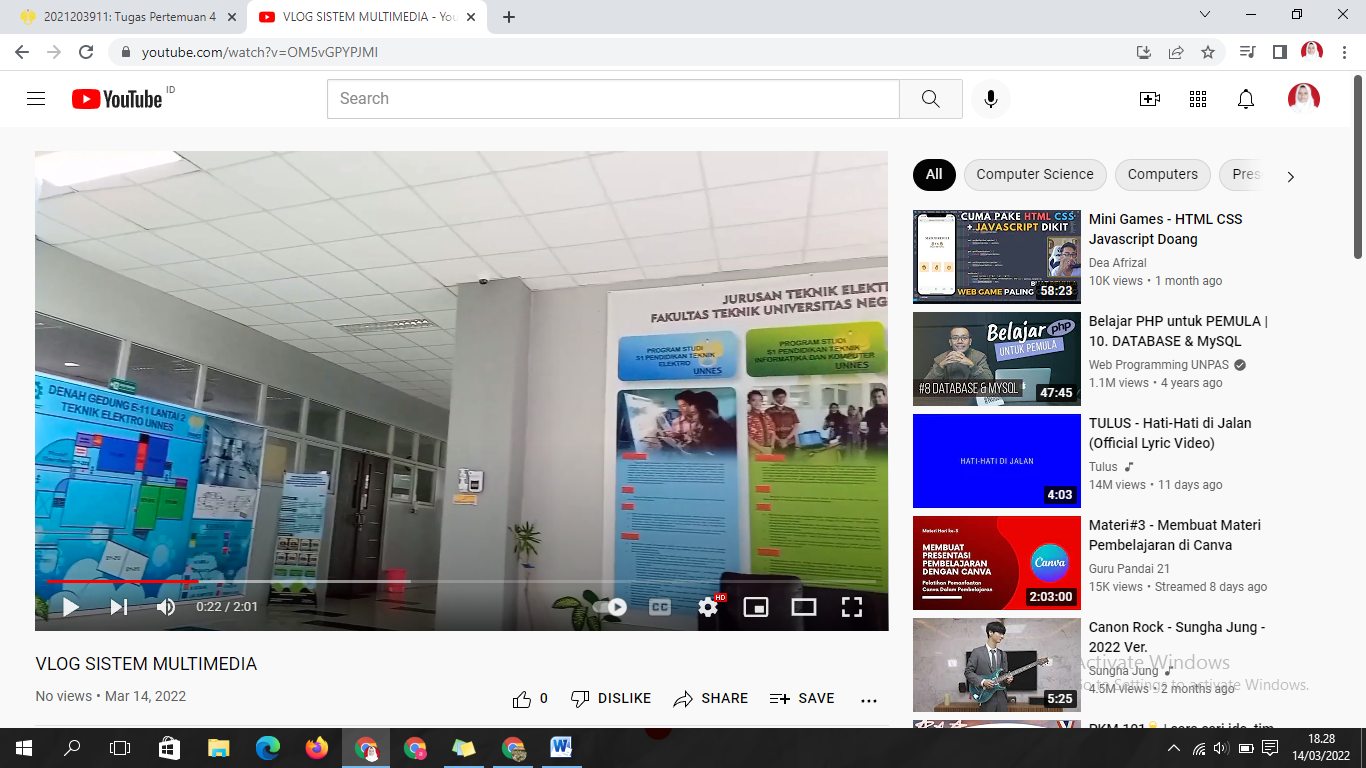 2021203911: Tugas Pertemuan 4
VLOG SISTEM MULTIMEDIA - You
youtube.com/watch?v=OM5vGPYPJMI
YouTube ID
Search
DENAH GEDUNG E-11 LANTAI 2
TEKNIK ELEKTRO UNNES
JURUSAN TEKNIK ELEKT
FAKULTAS TEKNIK UNIVERSITAS NEG
PROGRAM STUDI
S1 PENDIDIKAN TEKNIK
ELEKTRO
UNNES
PROGRAM STUDI
S1 PENDIDIKAN TEKNIK
INFORMATIKA DAN KOMPUTER
UNNES
0:22 / 2:01
CC
HD
VLOG SISTEM MULTIMEDIA
No views • Mar 14, 2022
0
DISLIKE
SHARE
SAVE
All
Computer Science
Computers
Pres
CUMA PAKE HTML CSS
+ JAVASCRIPT DIKIT
WEB GAME PALING
58:23
Mini Games - HTML CSS
Javascript Doang
Dea Afrizal
10K views • 1 month ago
Belajar php
UNTUK PEMULA
#8 DATABASE & MYSQL
47:45
Belajar PHP untuk PEMULA |
10. DATABASE & MySQL
Web Programming UNPAS
1.1M views • 4 years ago
HATI-HATI DI JALAN
4:03
TULUS - Hati-Hati di Jalan
(Official Lyric Video)
Tulus
14M views • 11 days ago
Materi Hari ke-3
MEMBUAT
PRESENTASI
PEMBELAJARAN
DENGAN CANVA
Pelatihan Pemanfaatan
Canva Dalam Pembelajaran
Canva
2:03:00
Materi#3 - Membuat Materi
Pembelajaran di Canva
Guru Pandai 21
15K views • Streamed 8 days ago
5:25
Canon Rock - Sungha Jung -
2022 Ver.
Sungha Jung
4.5M views • 2 months ago
Activate Windows
Go to Settings to activate Windows.
18.28
14/03/2022